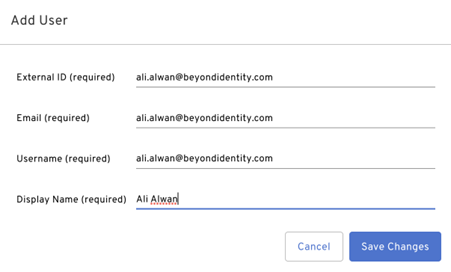 Add User
External ID (required) ali.alwan@beyondidentity.com
Email (required) ali.alwan@beyondidentity.com
Username (required) ali.alwan@beyondidentity.com
Display Name (required) Ali Alwan
Cancel Save Changes